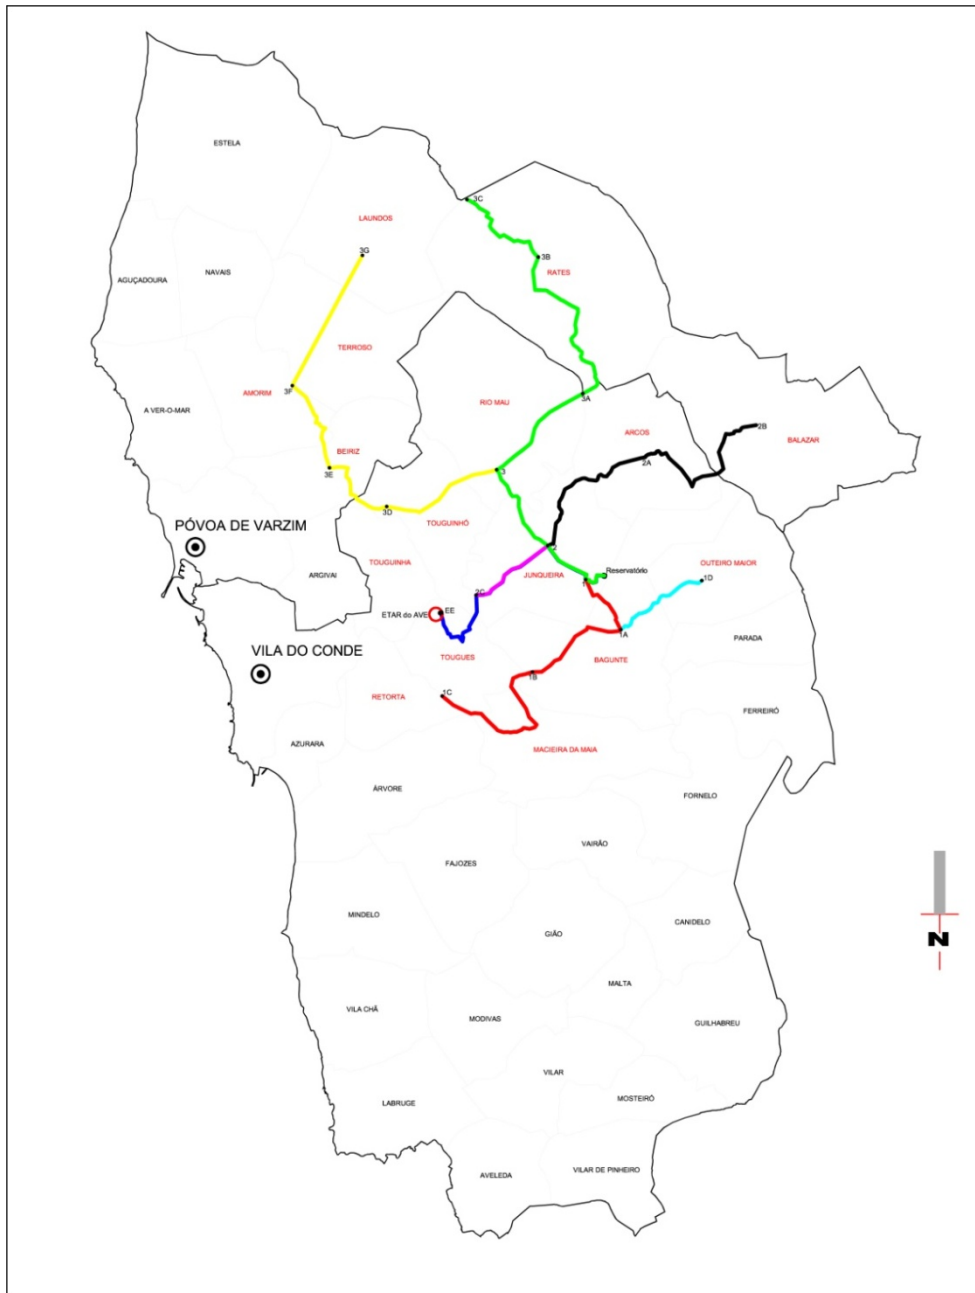 ESTELA
3C
LAUNDOS
3G
3B
RATES
NAVAIS
AGUÇADOURA
TERROSO
3F
AMORIM
3A
RIO MAU
A VER-O-MAR
ARCOS
2B
BALAZAR
BEIRIZ
2A
3E
3
3D
TOUGUINHÓ
PÓVOA DE VARZIM
2
TOUGUINHA
JUNQUEIRA
OUTEIRO MAIOR
ARGIVAI
Reservatório
1
1D
2C
ETAR do AVE
EE
1A
PARADA
VILA DO CONDE
TOUGUES
BAGUNTE
1B
RETORTA
1C
FERREIRÓ
AZURARA
MACIEIRA DA MAIA
ÁRVORE
FORNELO
VAIRÃO
FAJOZES
MINDELO
CANIDELO
GIÃO
N
MALTA
VILA CHÃ
MODIVAS
GUILHABREU
VILAR
LABRUGE
MOSTEIRÓ
AVELEDA
VILAR DE PINHEIRO